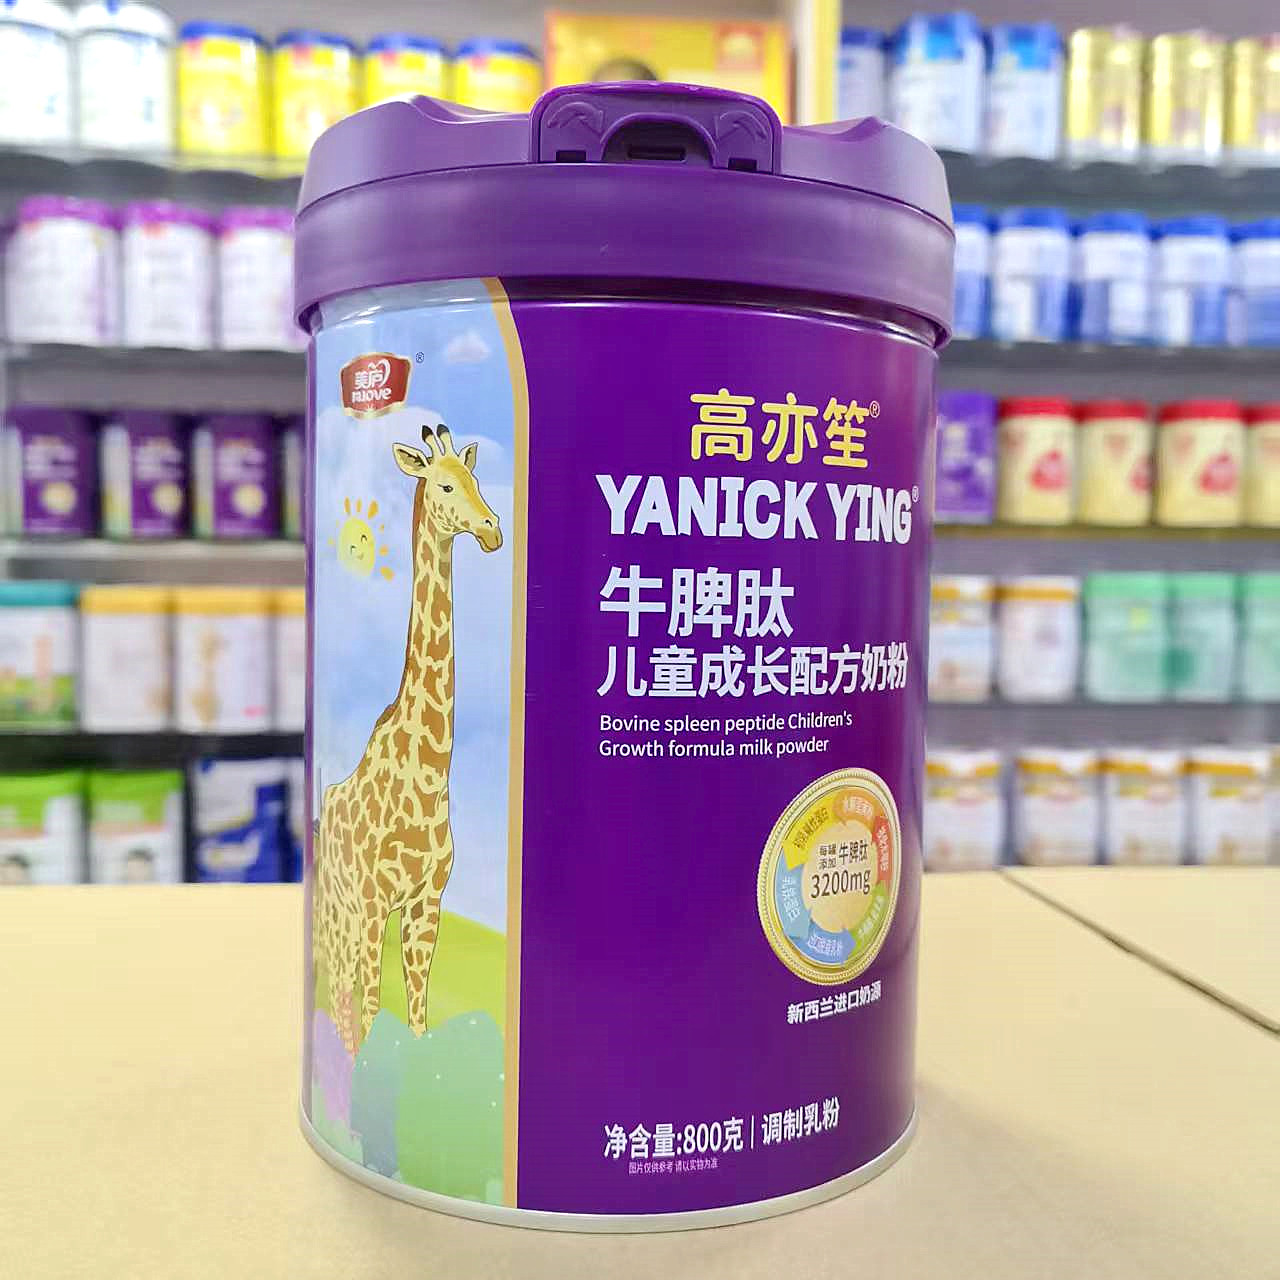 美庐®
mlove
高亦笙®
YANICK YING®
牛脾肽
儿童成长配方奶粉
Bovine spleen peptide Children's
Growth formula milk powder
每罐
添加
牛脾肽
3200mg
新西兰进口奶源
净含量:800克|调制乳粉
图片仅供参考 请以实物为准